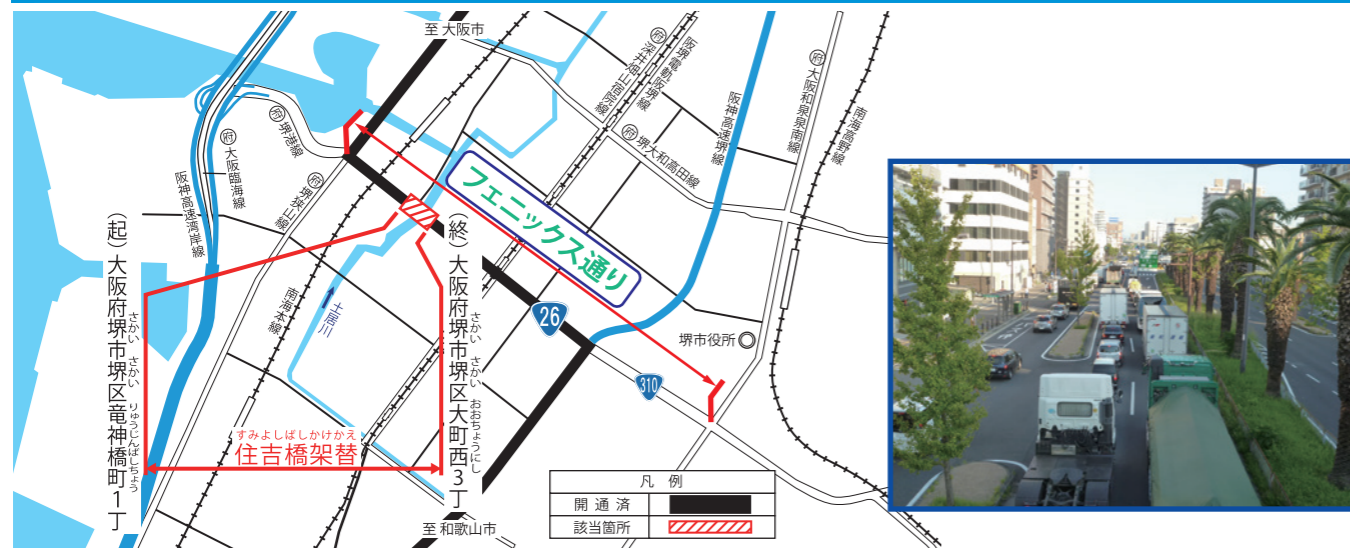 至 大阪市
府 深井畑山宿院線
阪堺電軌阪堺線
阪神高速堺線
府 大阪和泉泉南線
南海高野線
府 堺港線
府 大阪臨海線
阪神高速湾岸線
府 堺狭山線
府 堺大和高田線
フェニックス通り
土居川
南海本線
26
310
堺市役所
(起)大阪府堺市堺区竜神橋町1丁
さかい さかい りゅうじんばしちょう
(終)大阪府堺市堺区大町西3丁
さかい さかい おおちょうにし
すみよしばしかけかえ
住吉橋架替
至 和歌山市
凡 例
開 通 済
該当箇所